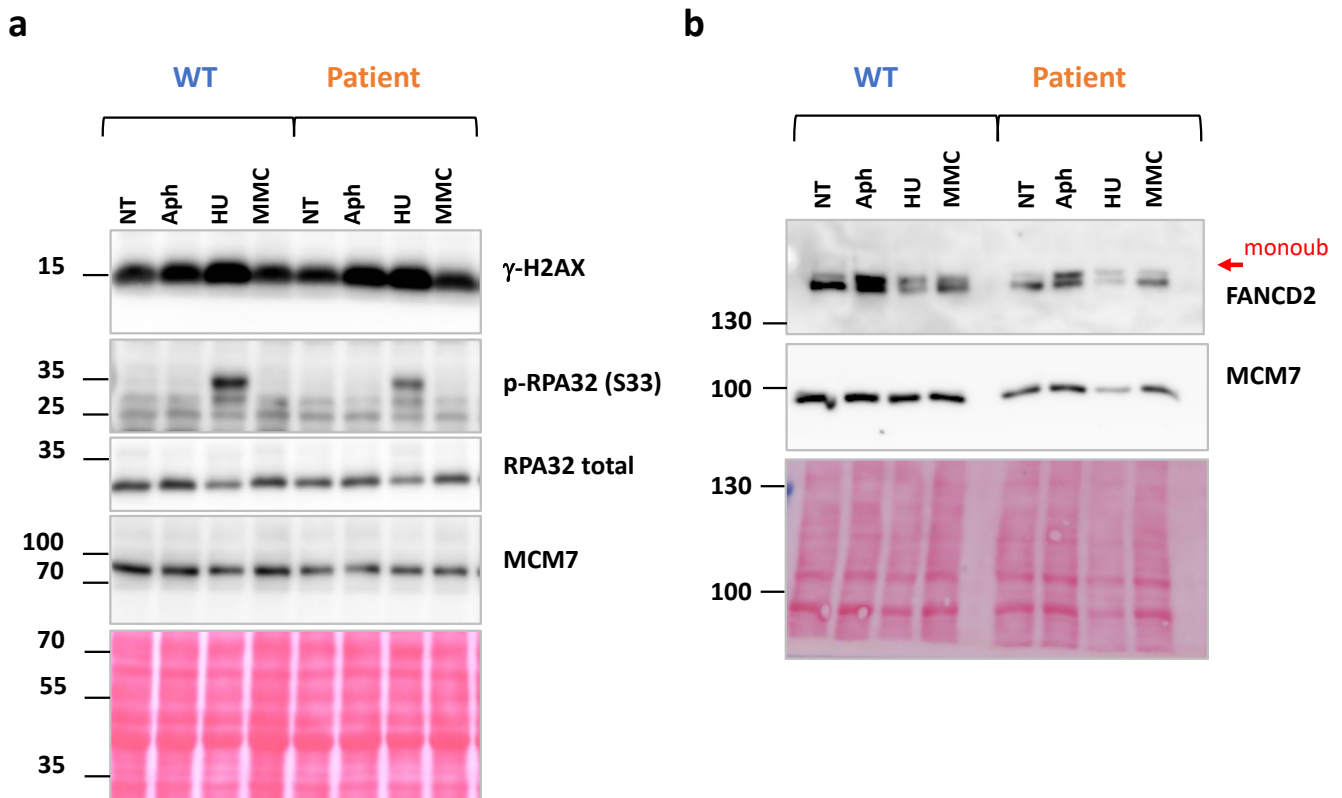 a
WT Patient
NT Aph HU MMC NT Aph HU MMC
15 γ-H2AX
35 p-RPA32 (S33)
25
35 RPA32 total
100 MCM7
70
70
55
35
b
WT Patient
NT Aph HU MMC NT Aph HU MMC
monoub
FANCD2
130
100 MCM7
130
100